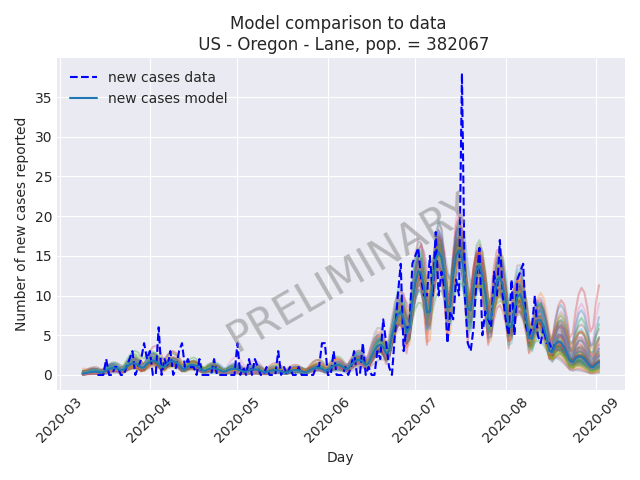 Model comparison to data
US - Oregon - Lane, pop. = 382067
new cases data
new cases model
Number of new cases reported
35
30
25
20
15
10
5
0
PRELIMINARY
2020-03
2020-04
2020-05
2020-06
2020-07
2020-08
2020-09
Day